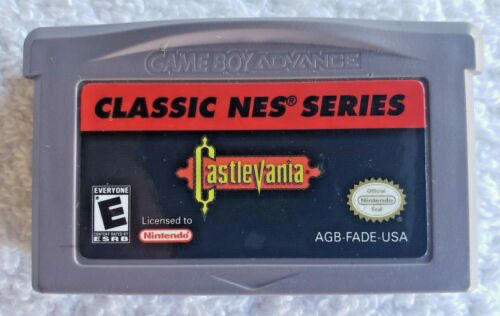 GAME BOY ADVANCE
CLASSIC NES® SERIES
Castlevania
EVERYONE
E
CONTENT RATED BY
ESRB
Licensed to
Nintendo
Official
Nintendo
Seal
AGB-FADE-USA